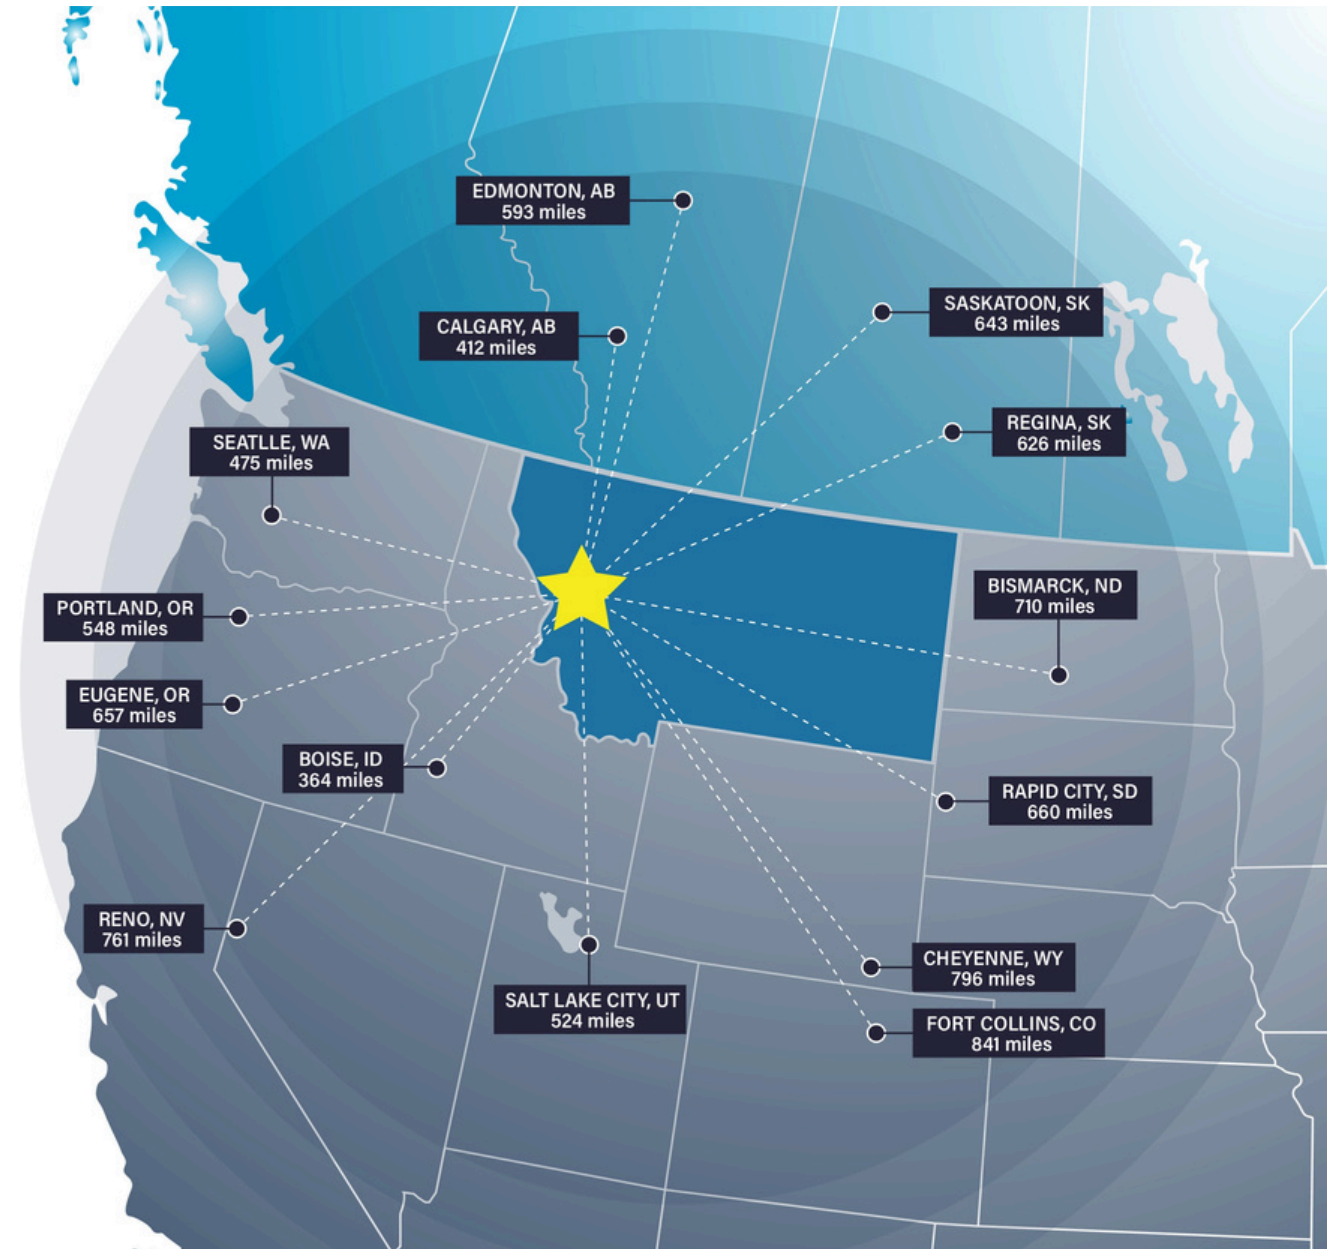 EDMONTON, AB
593 miles
SASKATOON, SK
643 miles
CALGARY, AB
412 miles
REGINA, SK
626 miles
SEATLLE, WA
475 miles
BISMARCK, ND
710 miles
PORTLAND, OR
548 miles
EUGENE, OR
657 miles
BOISE, ID
364 miles
RAPID CITY, SD
660 miles
RENO, NV
761 miles
CHEYENNE, WY
796 miles
SALT LAKE CITY, UT
524 miles
FORT COLLINS, CO
841 miles